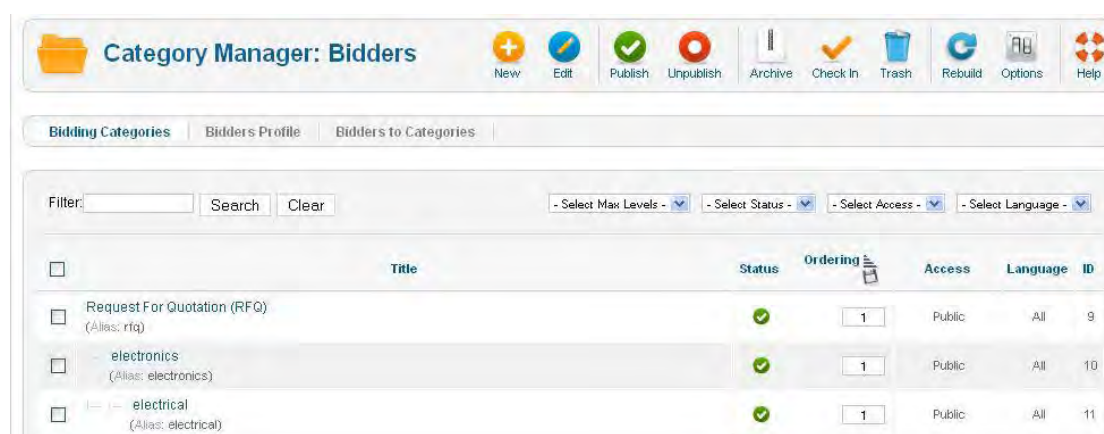 Category Manager: Bidders
New Edit Publish Unpublish Archive Check In Trash Rebuild Options Help
Bidding Categories Bidders Profile Bidders to Categories
Filter: Search Clear - Select Max Levels - - Select Status - - Select Access - - Select Language -
Title Status Ordering Access Language ID
Request For Quotation (RFQ)
(Alias: rfq) 1 Public All 9
electronics
(Alias: electronics) 1 Public All 10
electrical
(Alias: electrical) 1 Public All 11